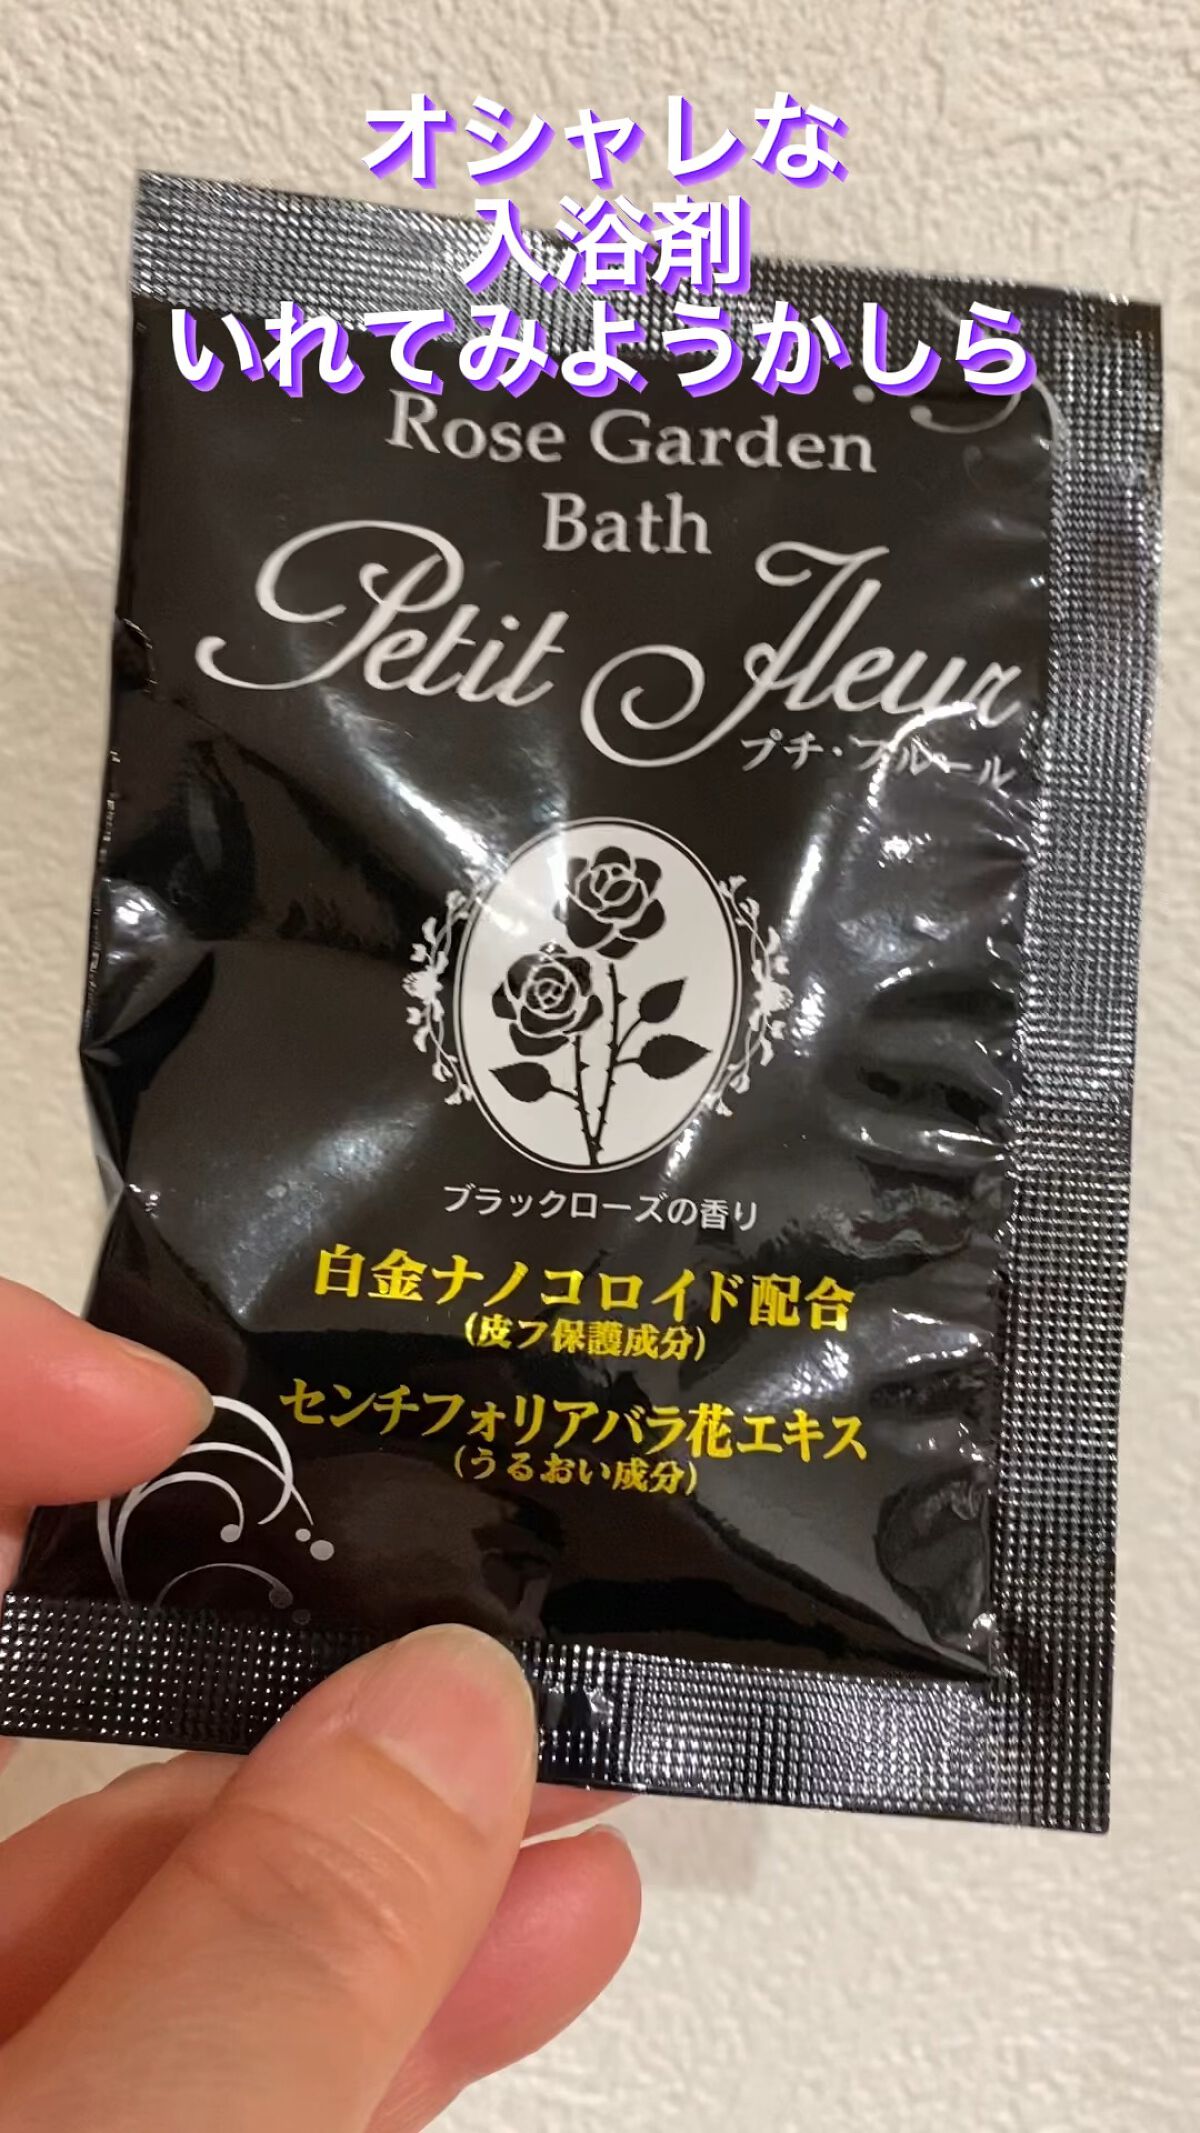 オシャレな
入浴剤
いれてみようかしら
Rose Garden
Bath
Petit Fleur
プチ・フルール
ブラックローズの香り
白金ナノコロイド配合
(皮フ保護成分)
センチフォリアバラ花エキス
(うるおい成分)